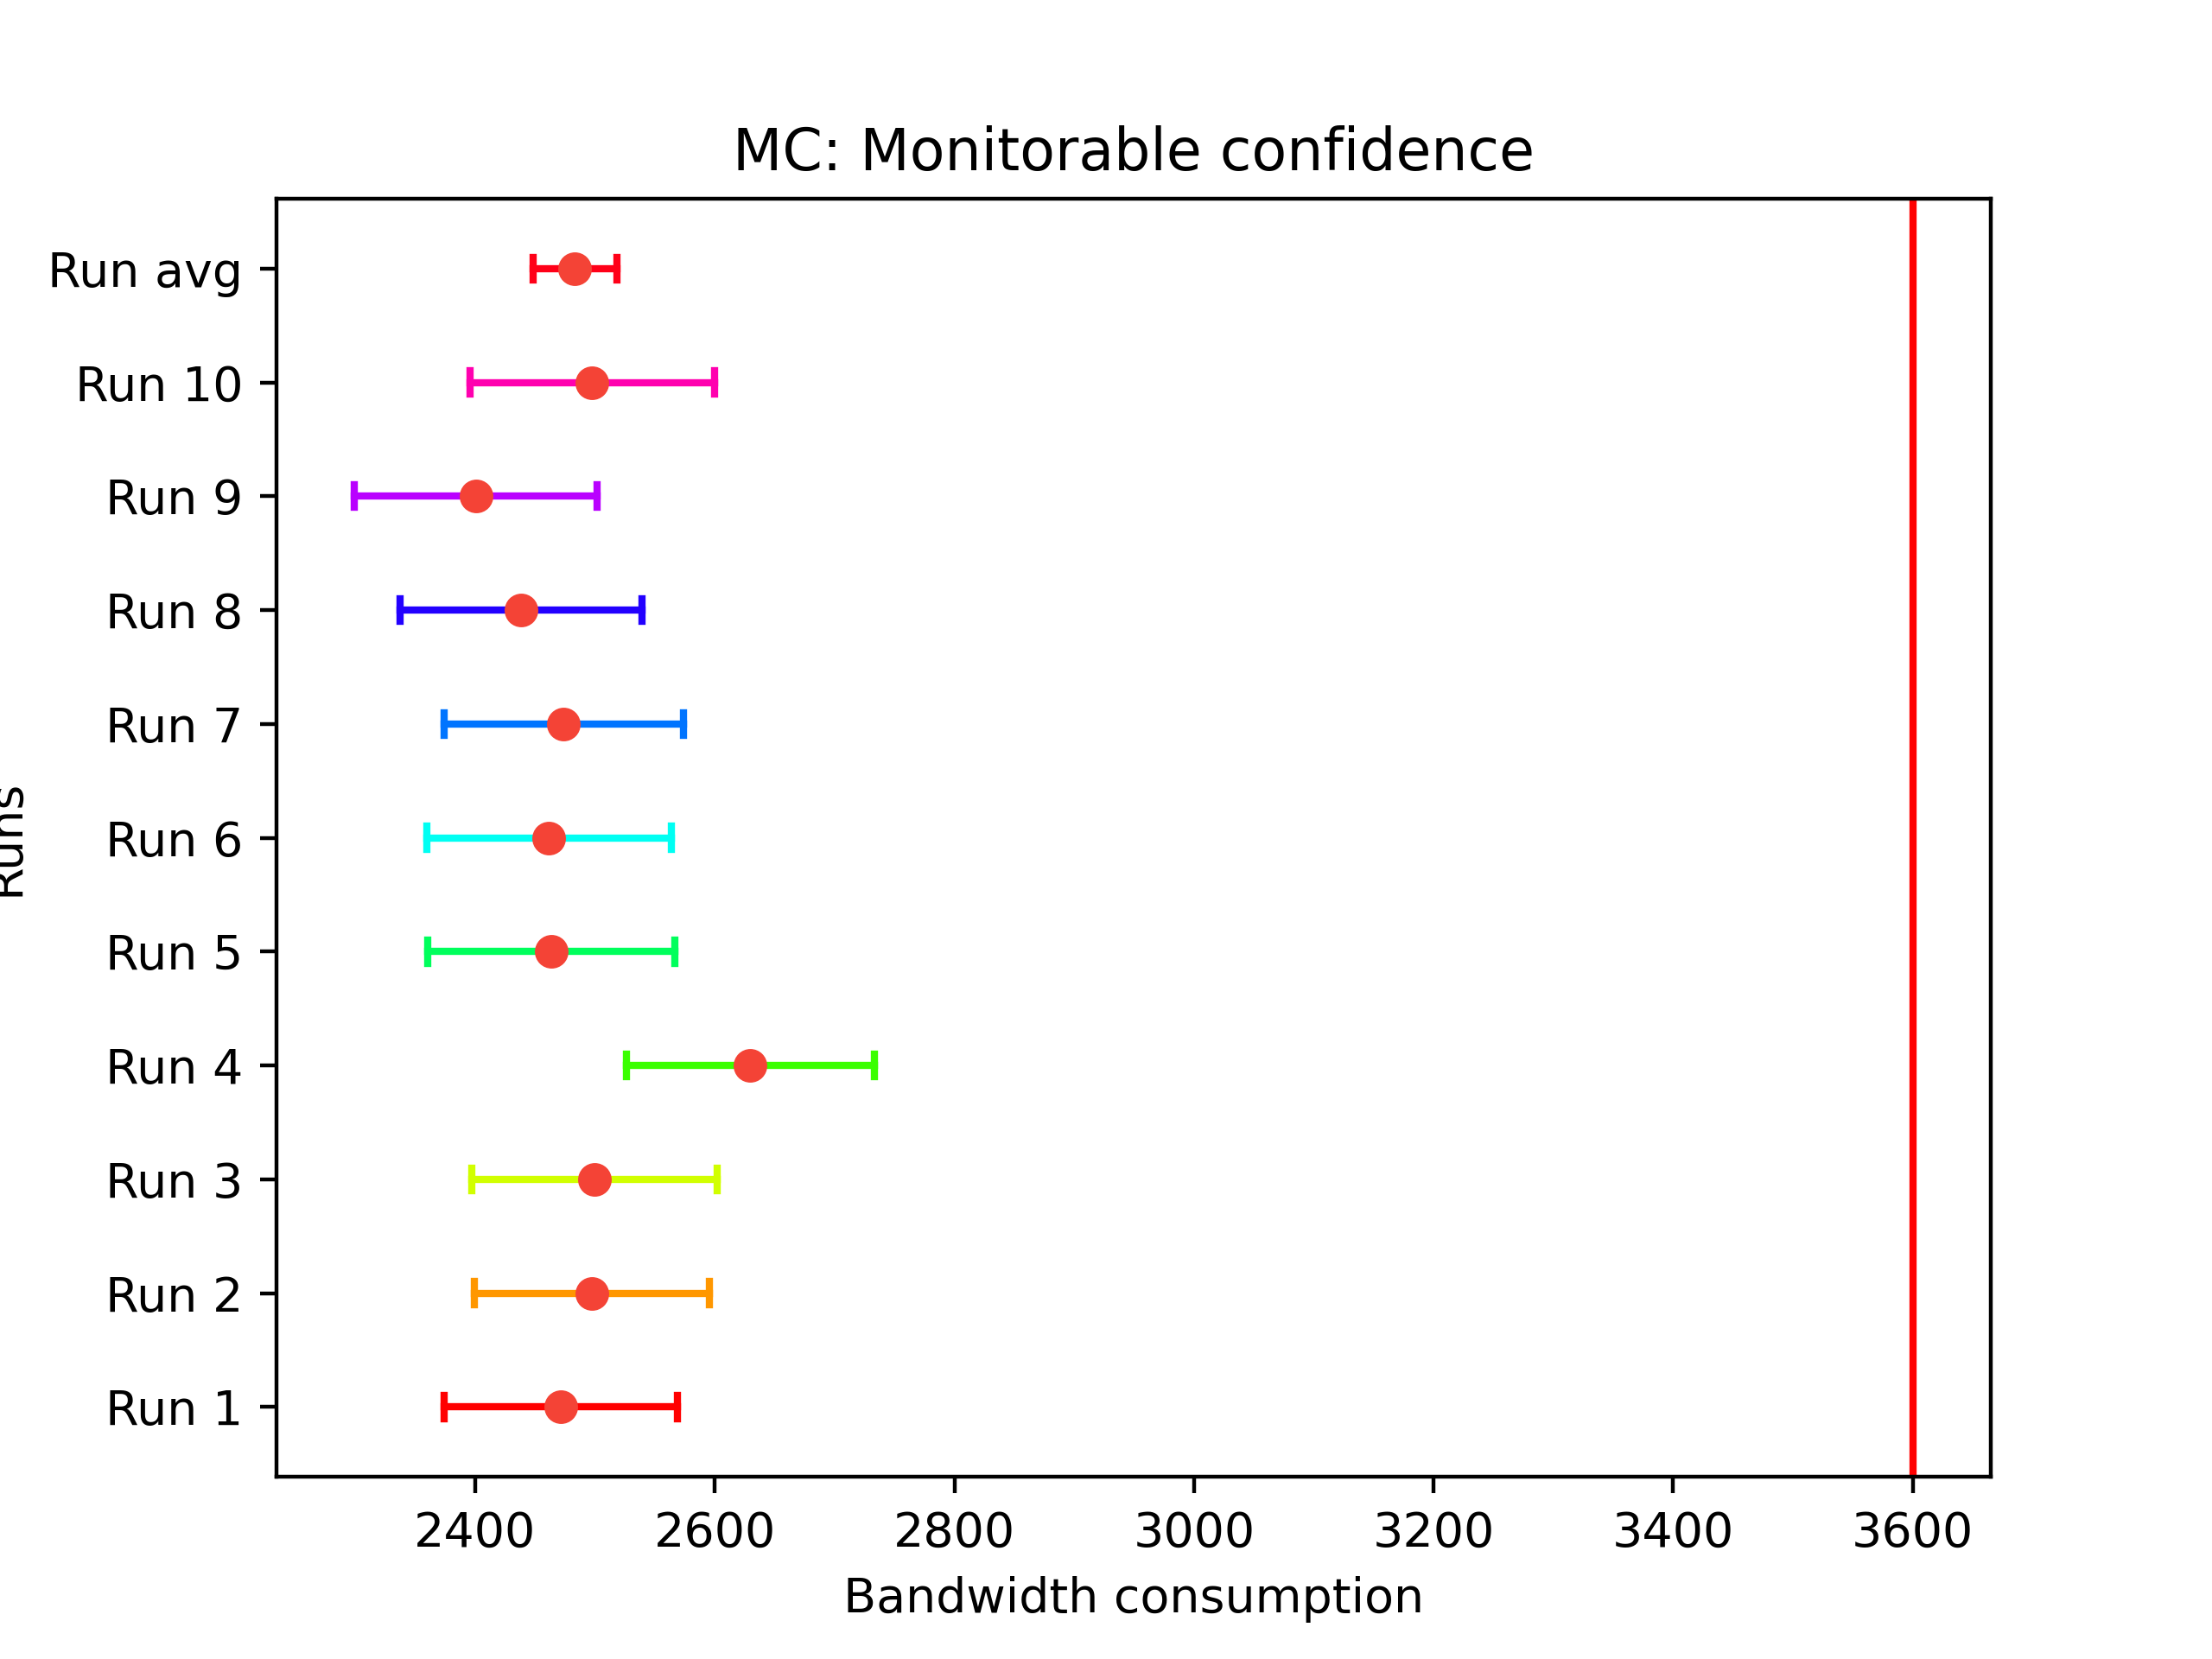 MC: Monitorable confidence
Run avg
Run 10
Run 9
Run 8
Run 7
Run 6
Run 5
Run 4
Run 3
Run 2
Run 1
Runs
2400 2600 2800 3000 3200 3400 3600
Bandwidth consumption